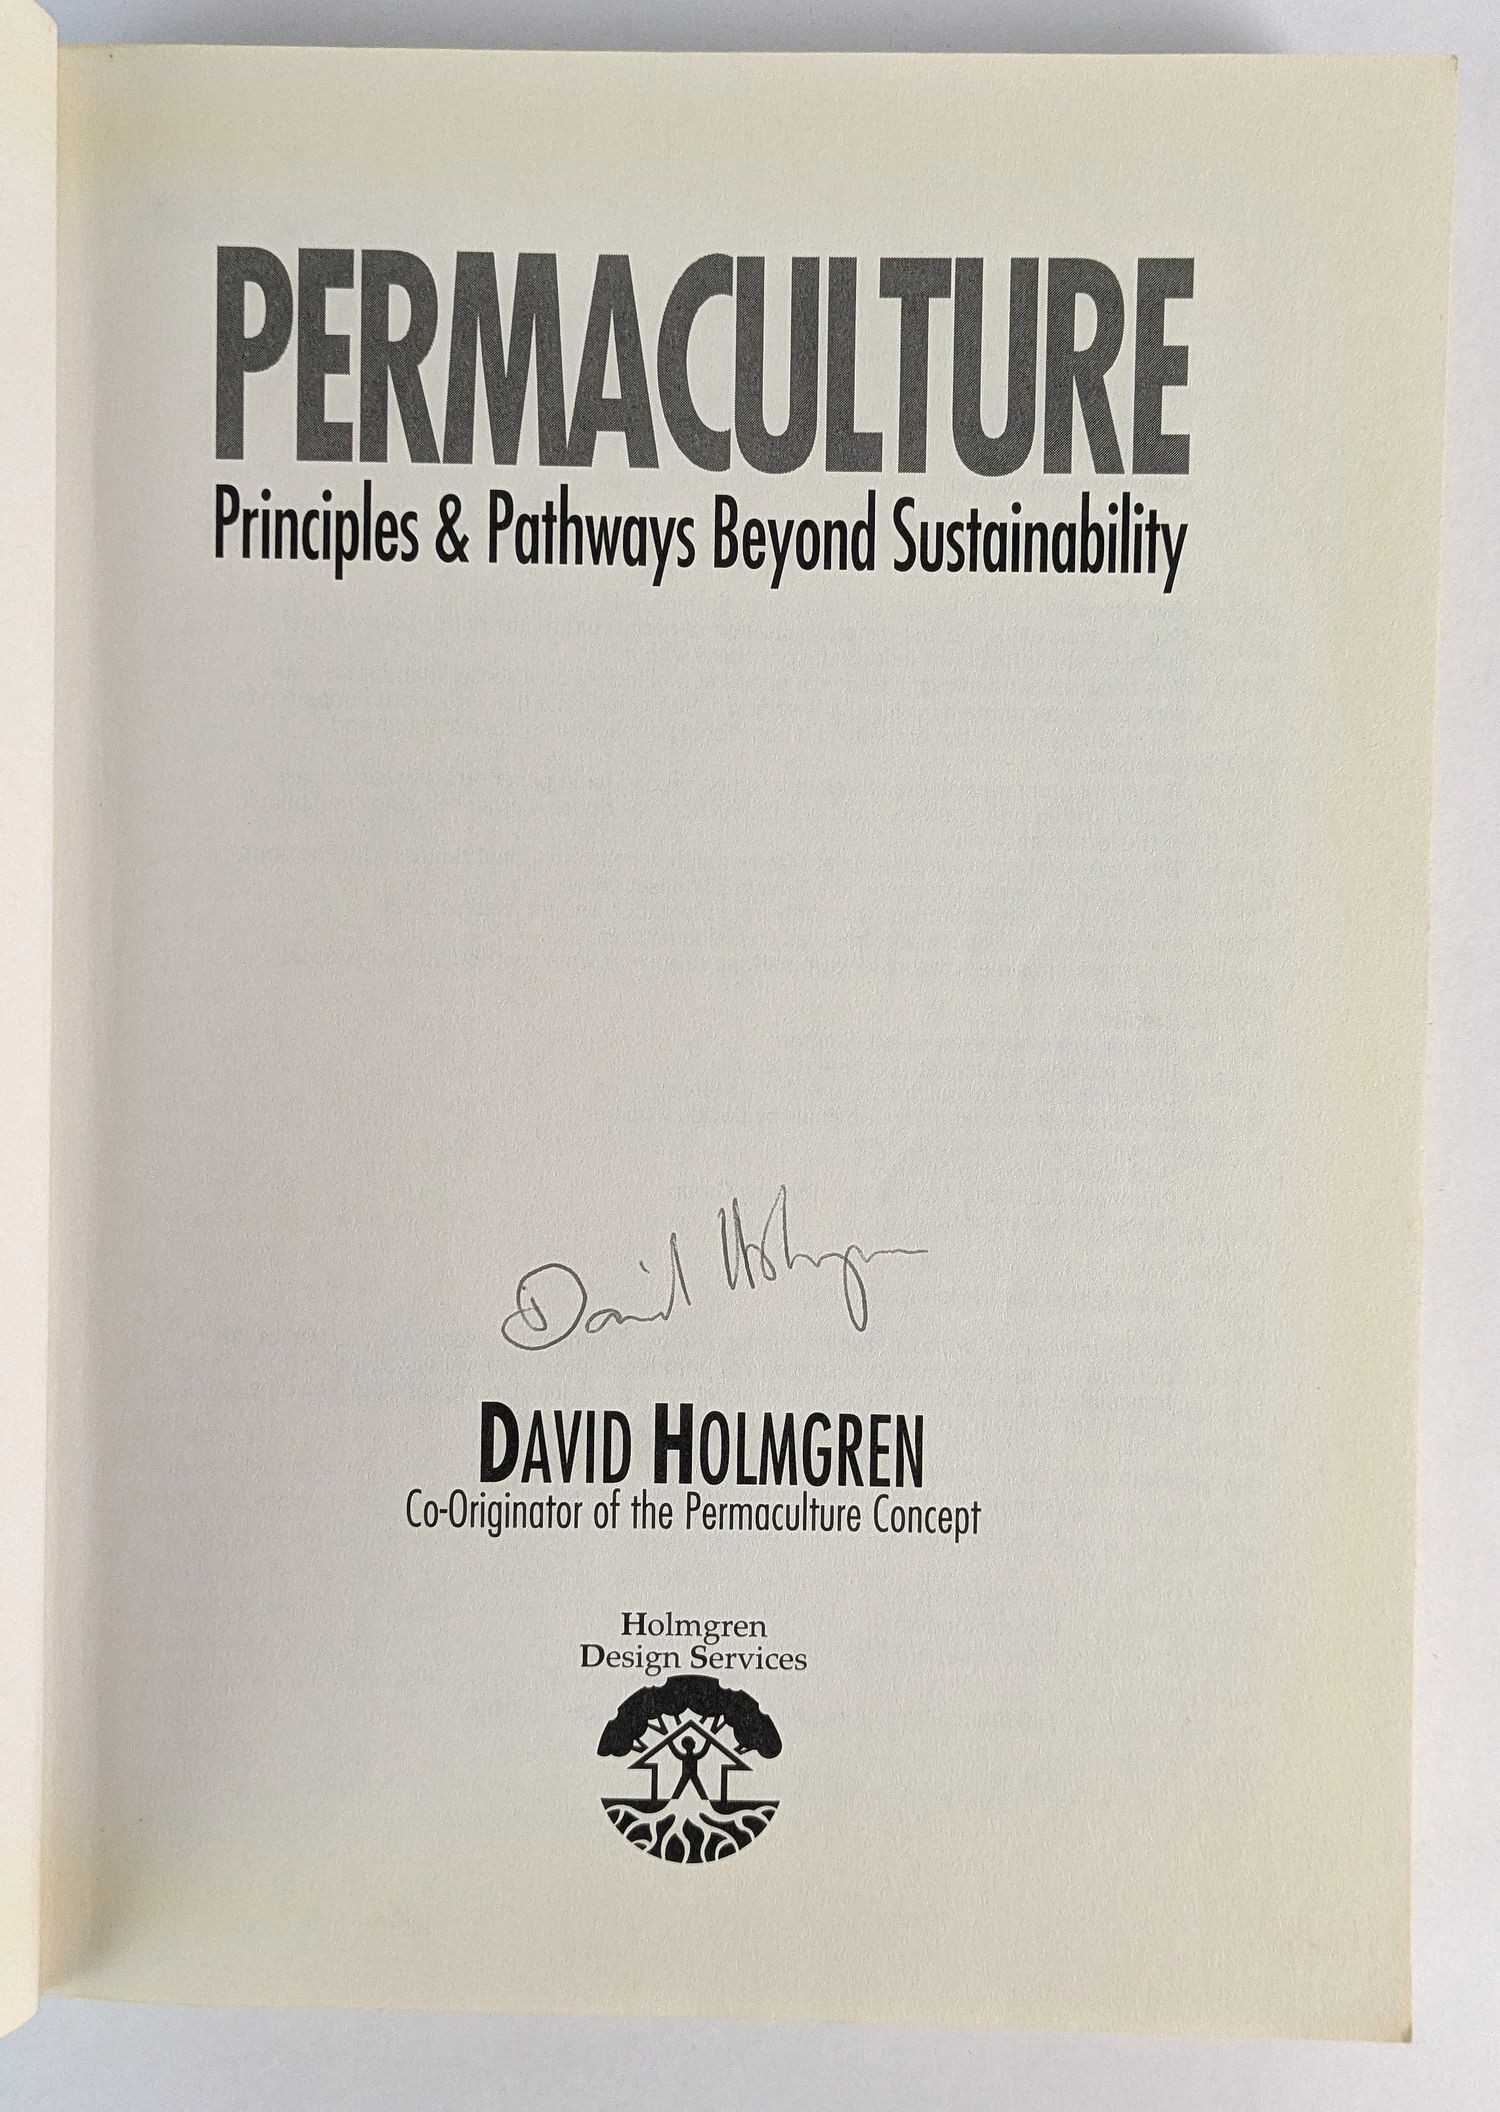 PERMACULTURE
Principles & Pathways Beyond Sustainability
David Holmgren
DAVID HOLMGREN
Co-Originator of the Permaculture Concept
Holmgren
Design Services